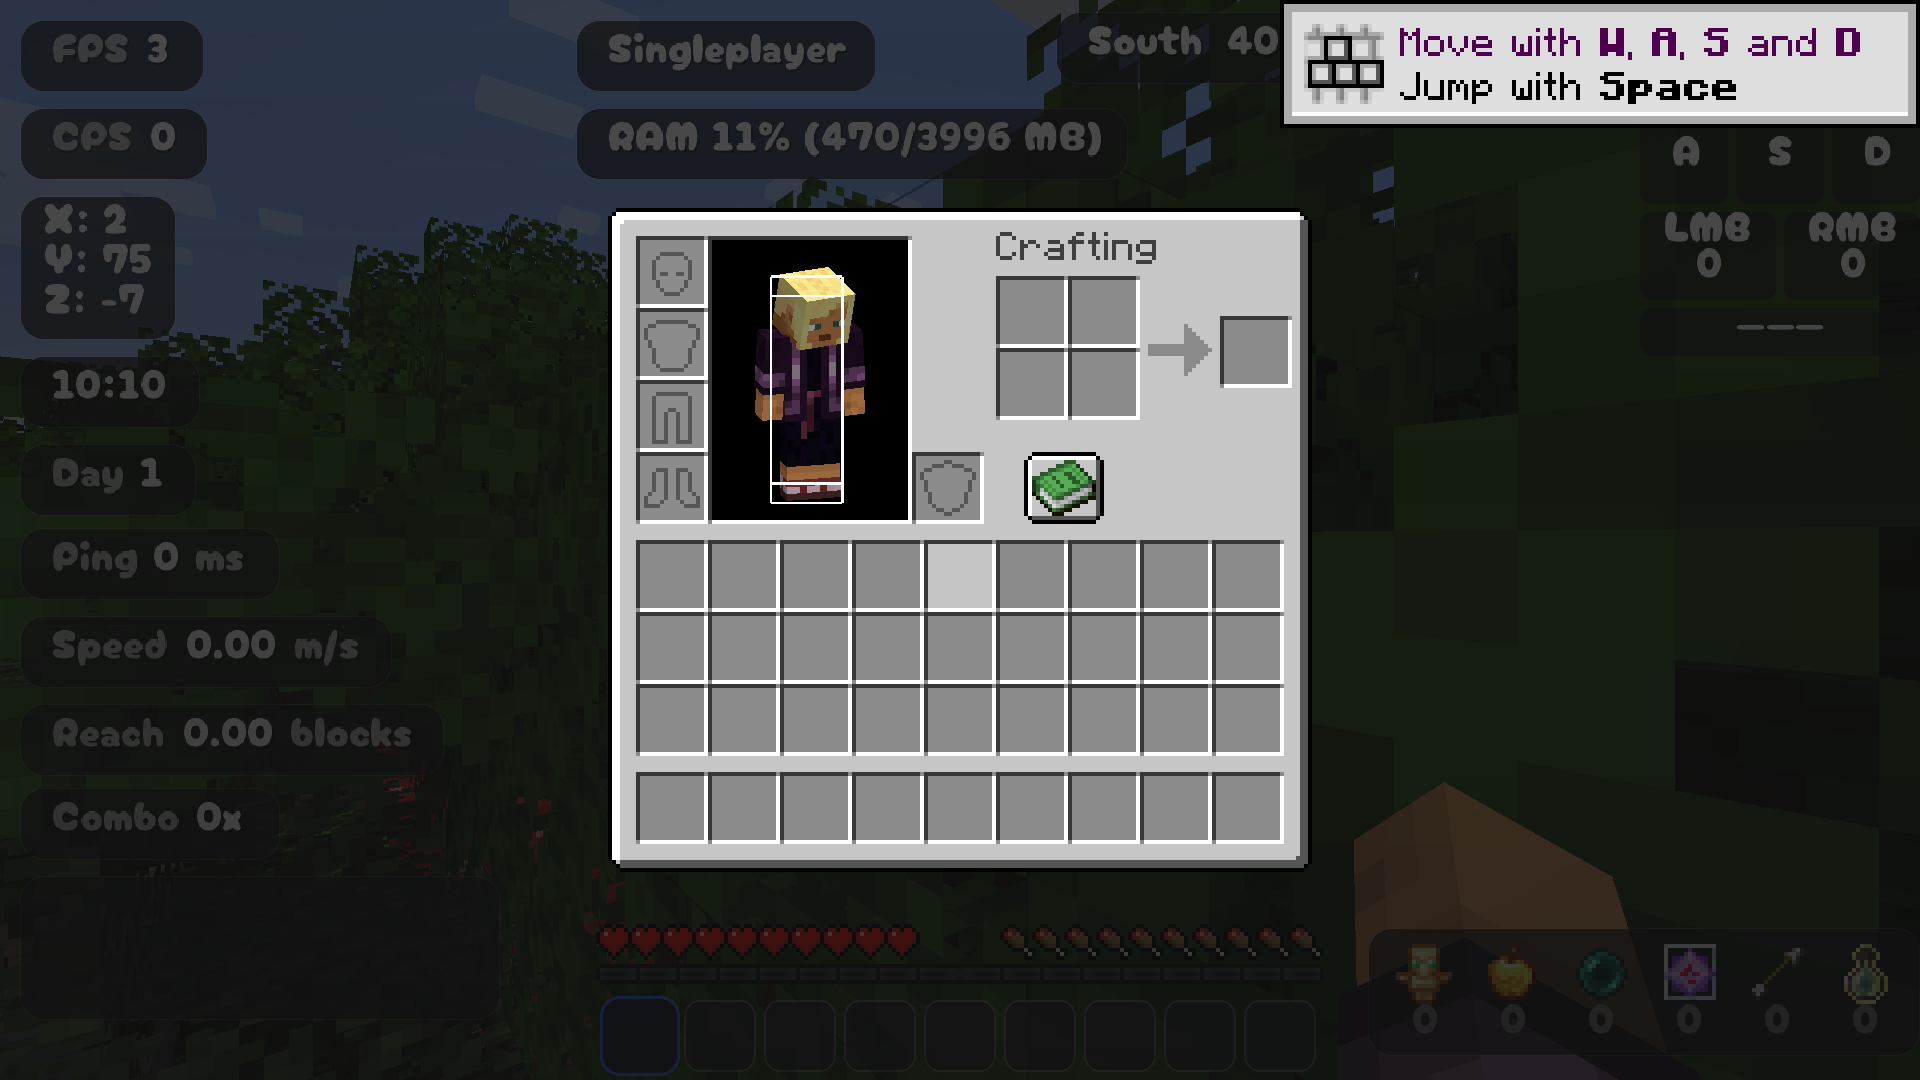 FPS 3
Singleplayer
South 40
Move with W, A, S and D
Jump with Space
CPS 0
RAM 11% (470/3996 MB)
A S D
X: 2
Y: 75
Z: -7
LMB
0
RMB
0
Crafting
10:10
Day 1
Ping 0 ms
Speed 0.00 m/s
Reach 0.00 blocks
Combo 0x
0 0 0 0 0 0